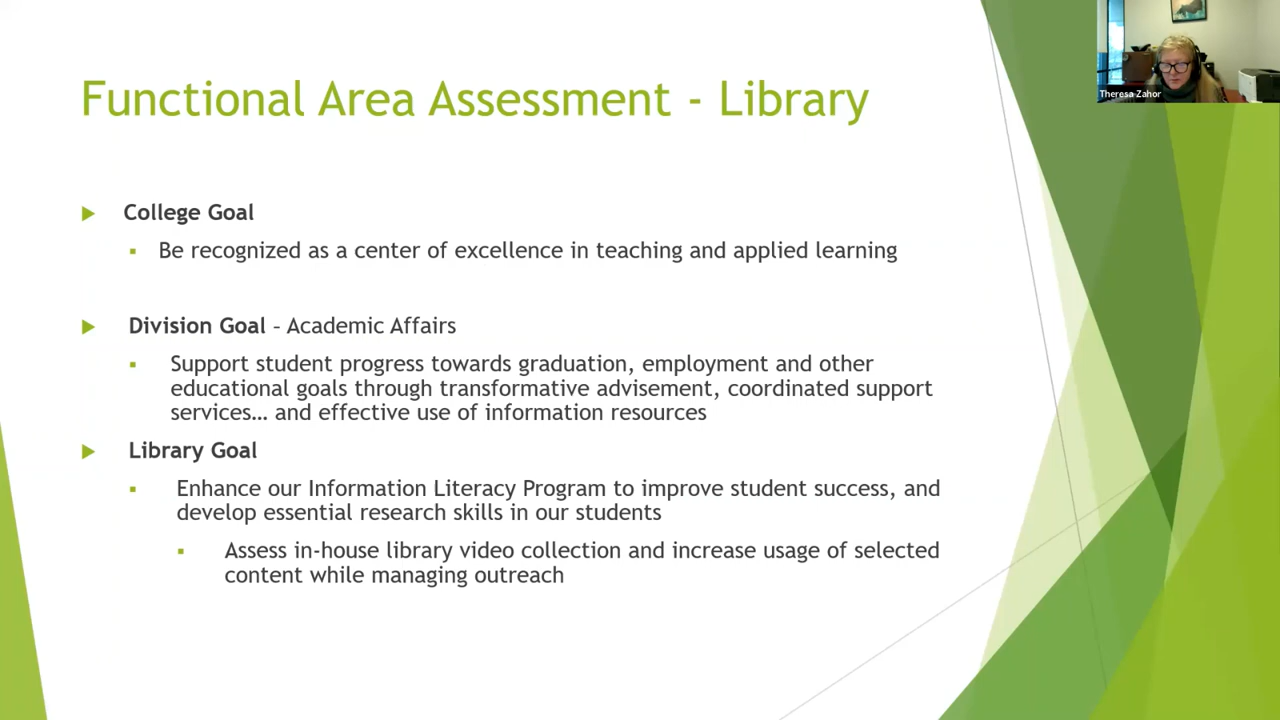 Functional Area Assessment - Library
Theresa Zahor
College Goal
Be recognized as a center of excellence in teaching and applied learning
Division Goal – Academic Affairs
Support student progress towards graduation, employment and other
educational goals through transformative advisement, coordinated support
services… and effective use of information resources
Library Goal
Enhance our Information Literacy Program to improve student success, and
develop essential research skills in our students
Assess in-house library video collection and increase usage of selected
content while managing outreach